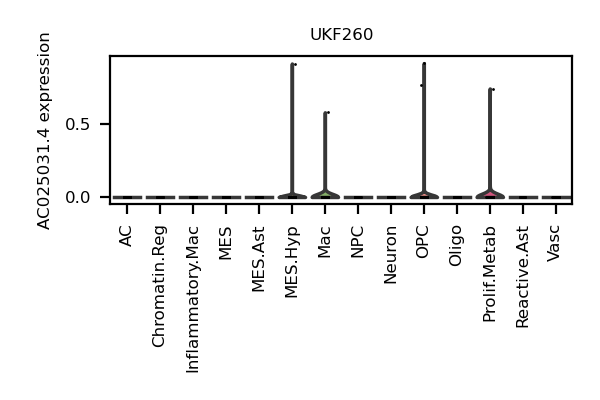 UKF260
AC025031.4 expression
0.5
0.0
AC
Chromatin.Reg
Inflammatory.Mac
MES
MES.Ast
MES.Hyp
Mac
NPC
Neuron
OPC
Oligo
Prolif.Metab
Reactive.Ast
Vasc